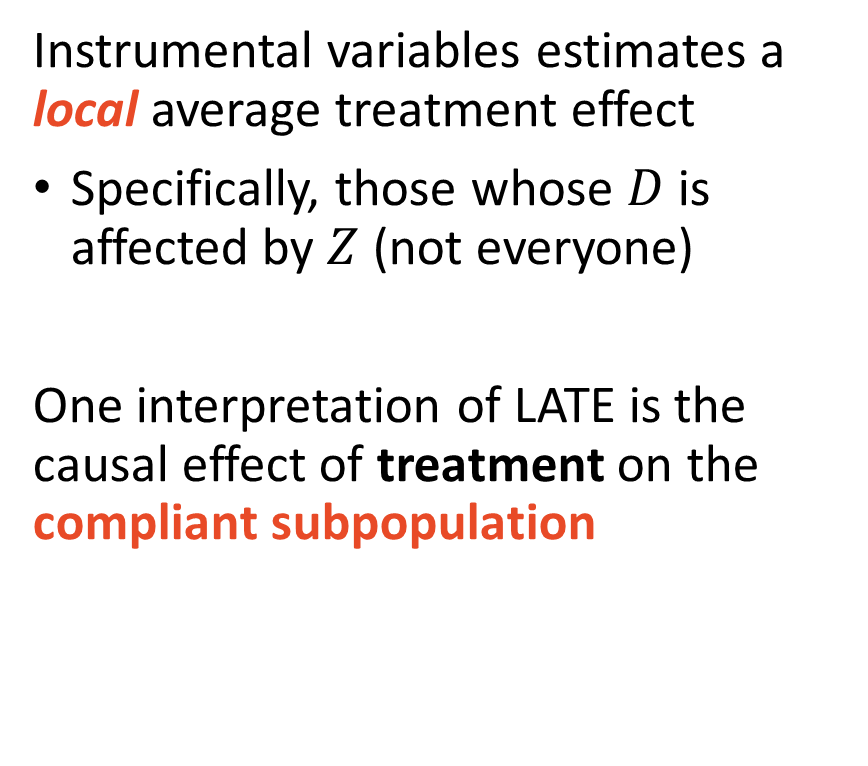 Instrumental variables estimates a
local average treatment effect
• Specifically, those whose D is
affected by Z (not everyone)
One interpretation of LATE is the
causal effect of treatment on the
compliant subpopulation